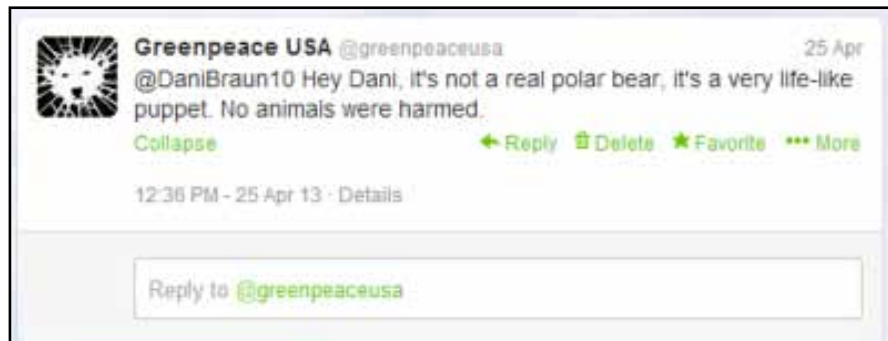 Greenpeace USA @greenpeaceusa 25 Apr
@DaniBraun10 Hey Dani, it's not a real polar bear, it's a very life-like
puppet. No animals were harmed.
Collapse Reply Delete Favorite More
12:36 PM - 25 Apr 13 · Details
Reply to @greenpeaceusa